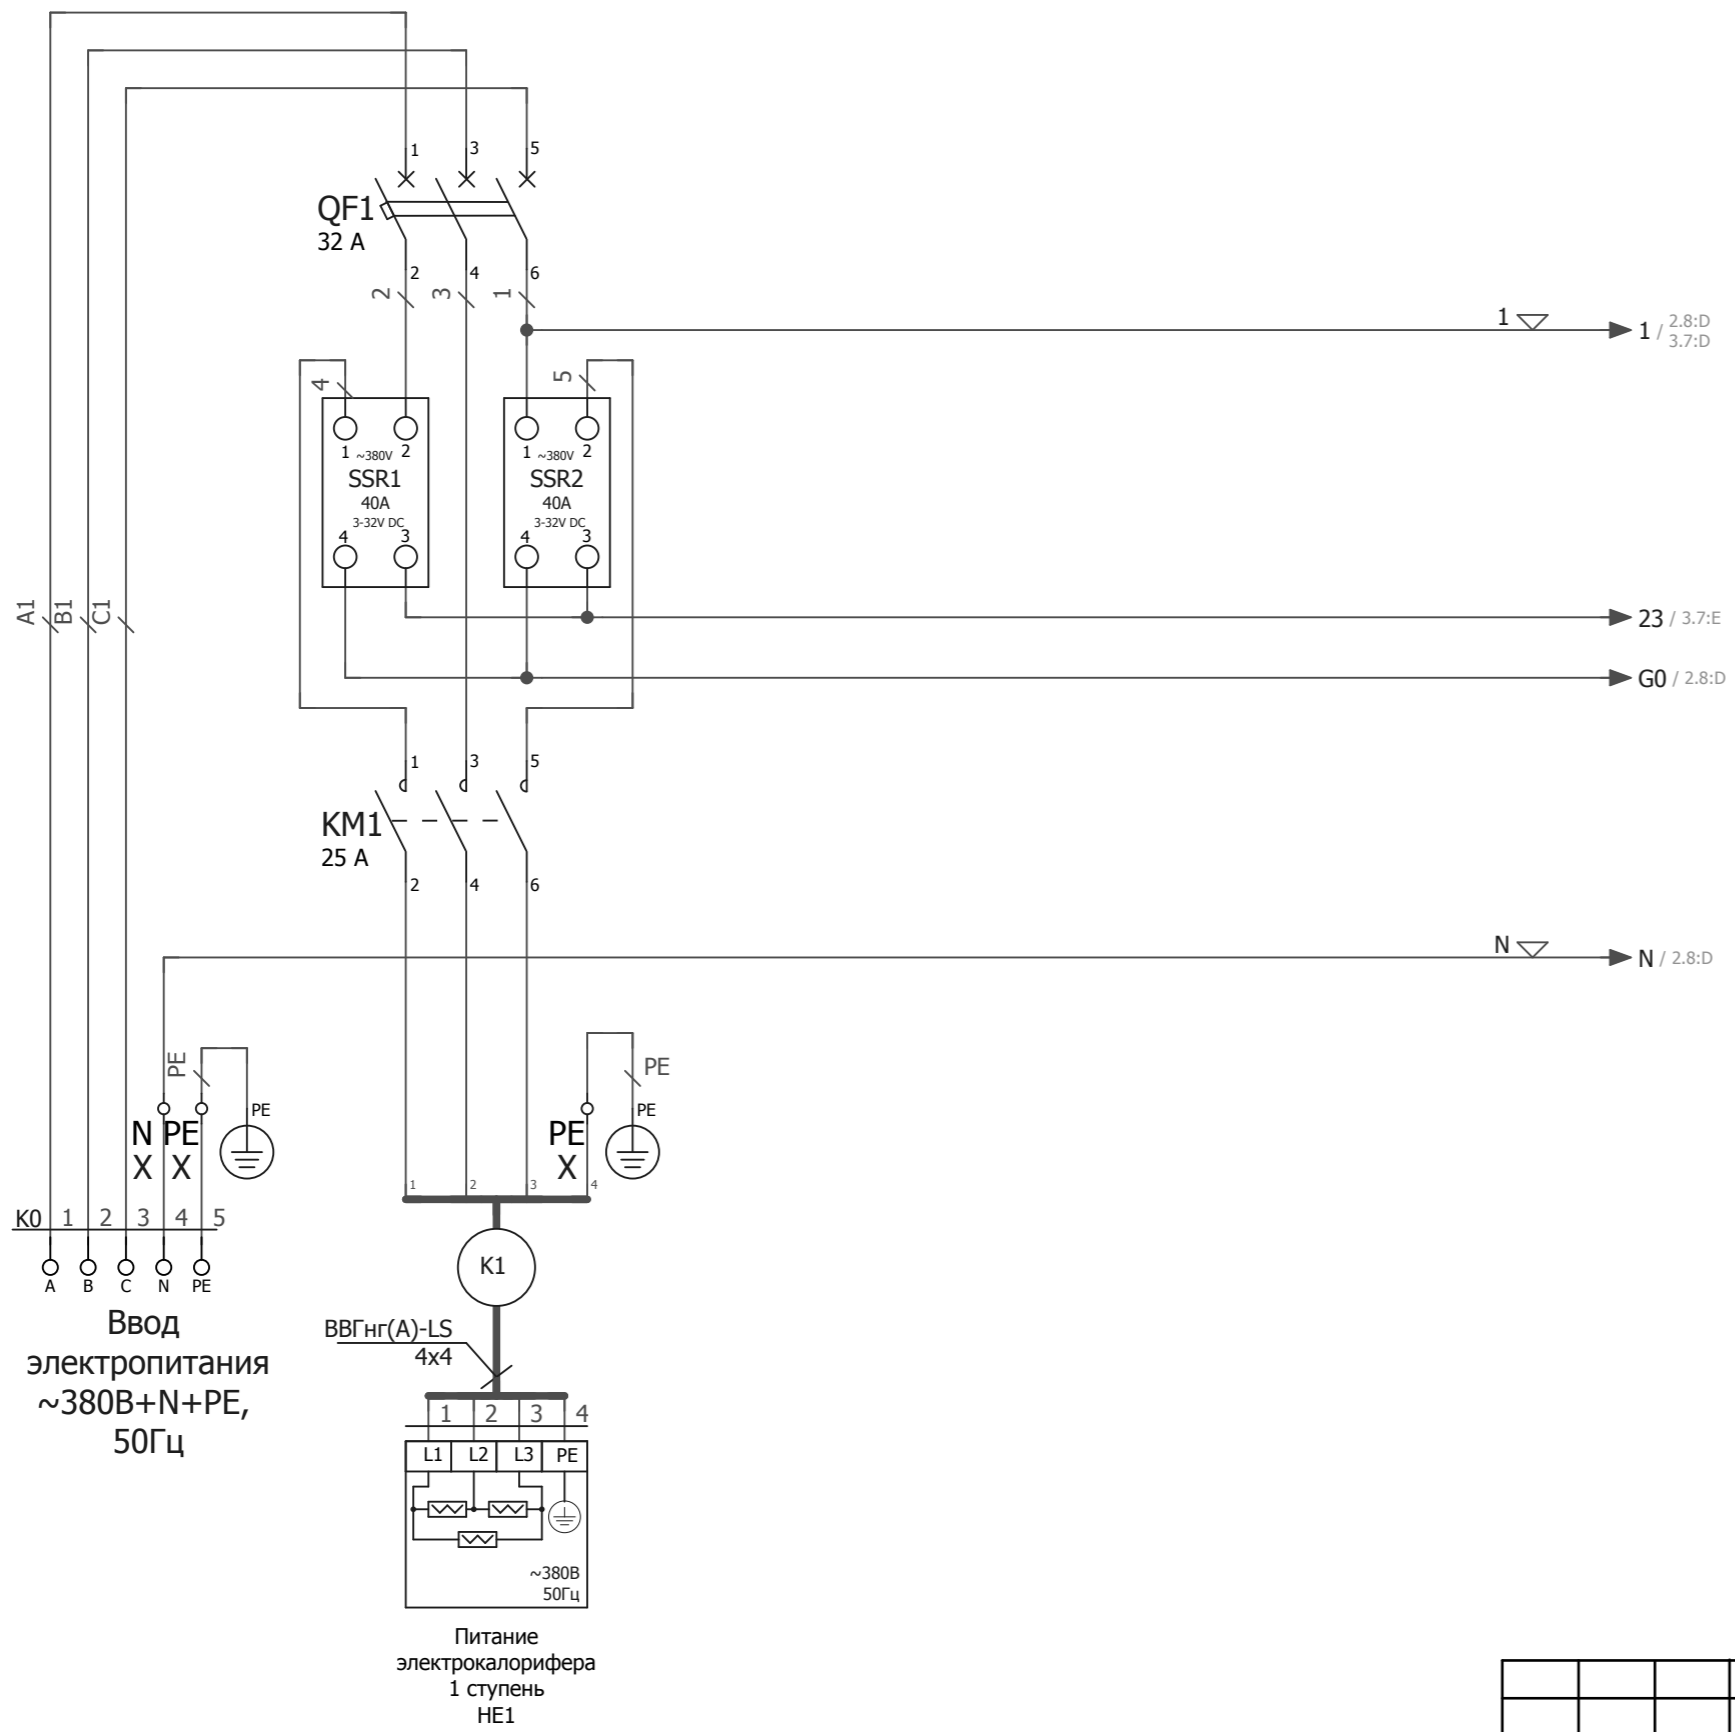 1 3 5
QF1
32 A
2 4 6
2 3 1
1
1 / 2.8:D
3.7:D
4 5
1 ~380V 2
SSR1
40A
3-32V DC
4 3
1 ~380V 2
SSR2
40A
3-32V DC
4 3
A1 B1 C1
23 / 3.7:E
G0 / 2.8:D
1 3 5
KM1
25 A
2 4 6
N
N / 2.8:D
PE
PE
N PE
X X
PE
PE
PE
X
1 2 3 4
K0 1 2 3 4 5
A B C N PE
Ввод
электропитания
~380В+N+PE,
50Гц
K1
ВВГнг(А)-LS
4x4
1 2 3 4
L1 L2 L3 PE
~380В
50Гц
Питание
электрокалорифера
1 ступень
HE1